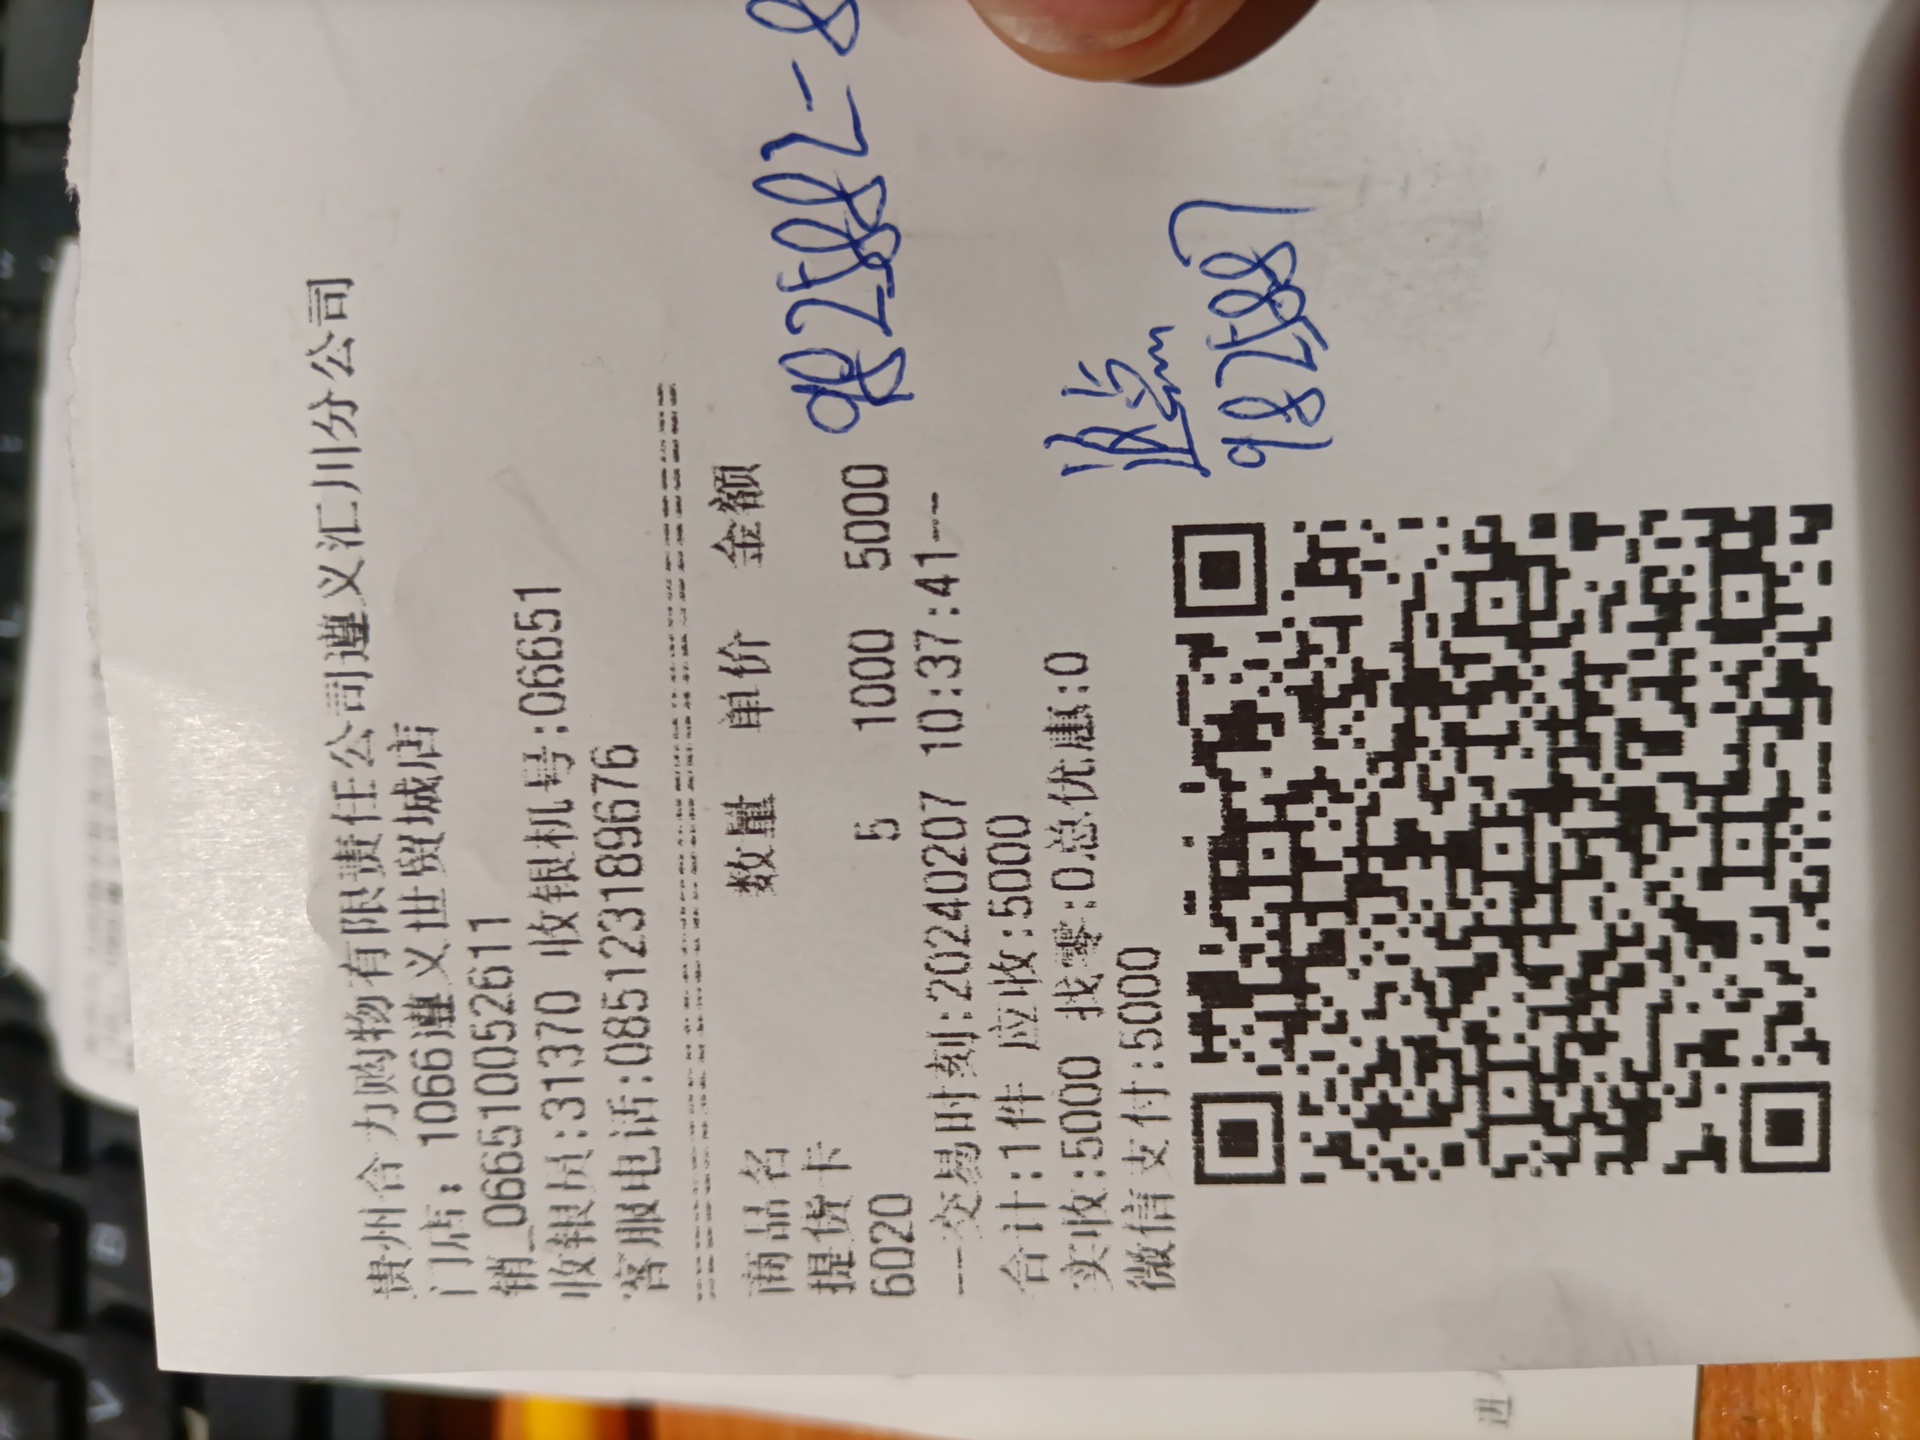 贵州合力购物有限责任公司遵义汇川分公司
门店：1066遵义世贸城店
销_0665100052611
收银员:31370 收银机号:06651
客服电话:085123189676
商品名 数量 单价 金额
提货卡
6020 5 1000 5000
---交易时刻:20240207 10:37:41--
合计:1件 应收:5000
实收:5000 找零:0总优惠:0
微信支付:5000